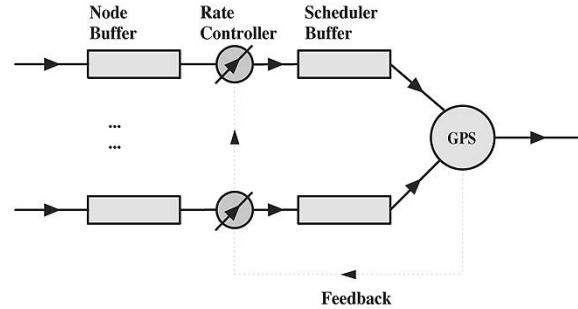 Node
Buffer
Rate
Controller
Scheduler
Buffer
...
...
GPS
Feedback